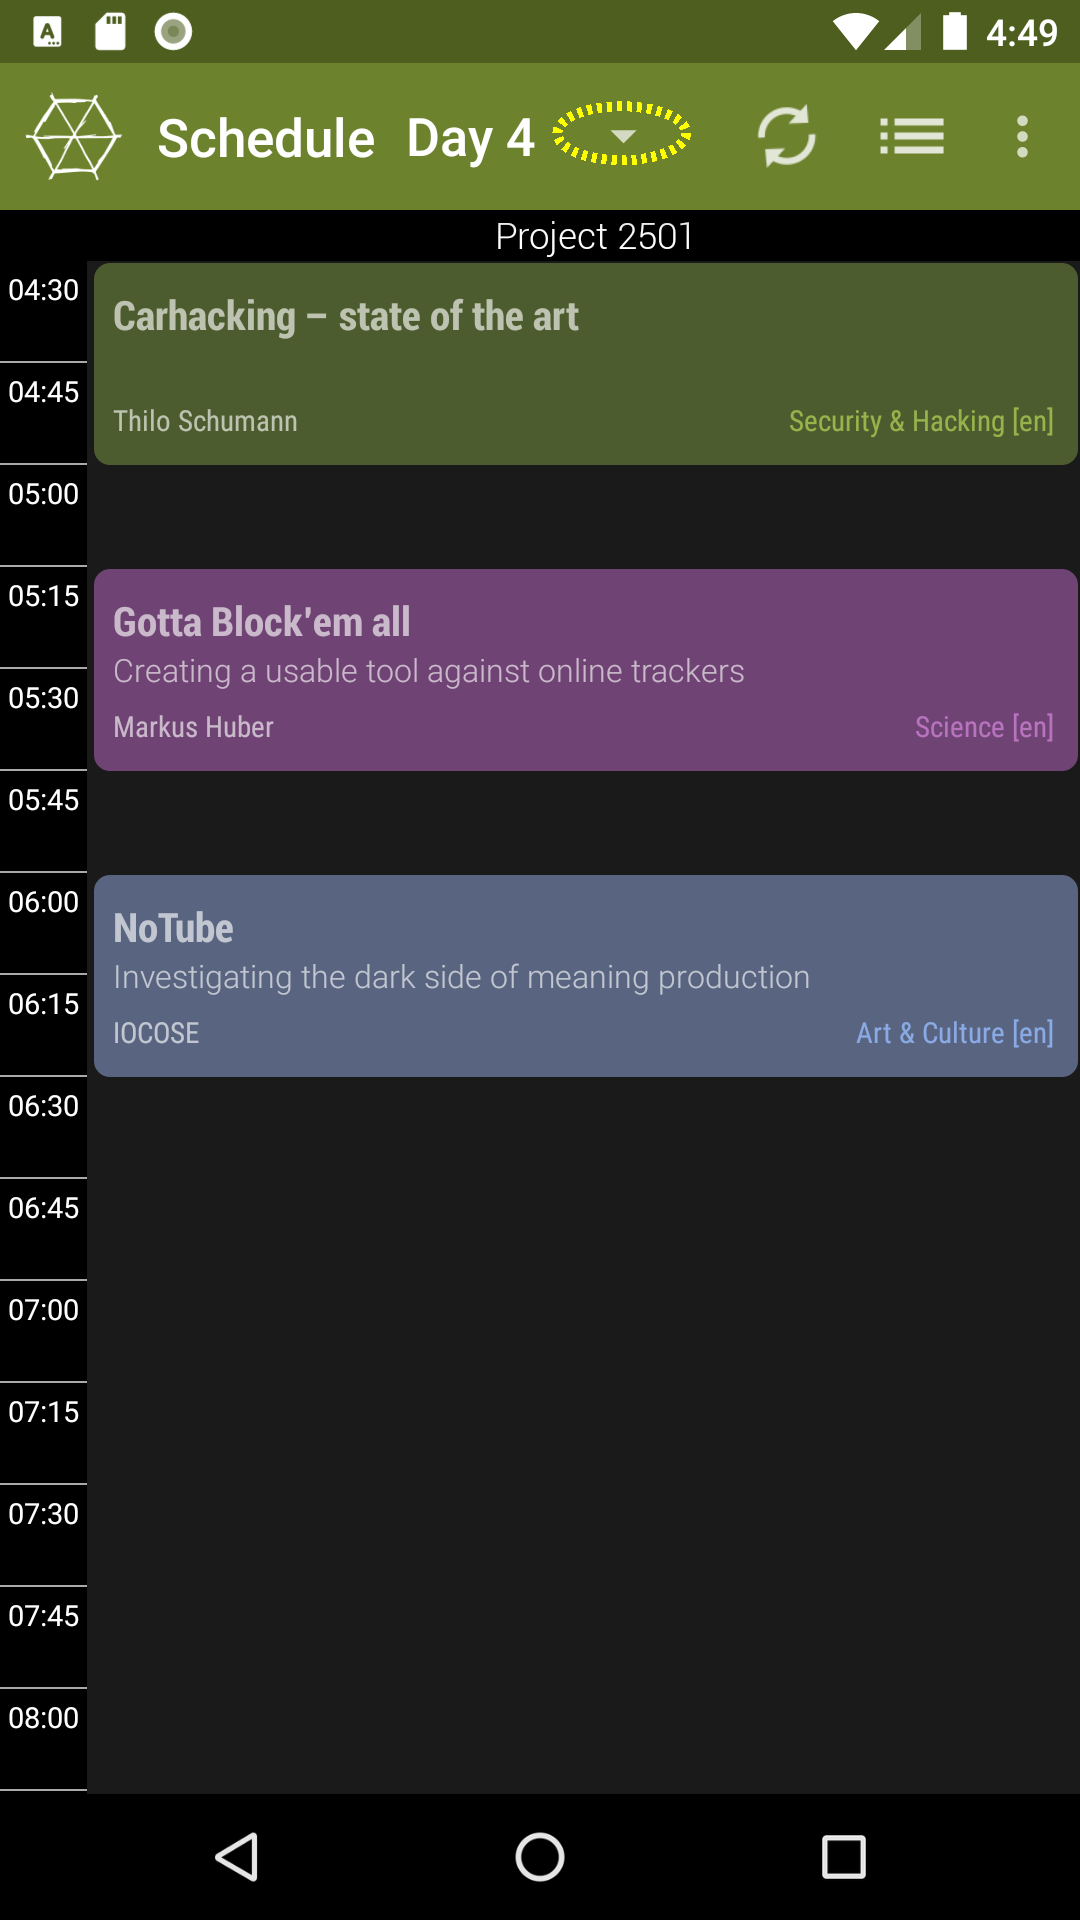 4:49
Schedule Day 4
Project 2501
04:30
Carhacking – state of the art
04:45
Thilo Schumann Security & Hacking [en]
05:00
05:15
Gotta Block'em all
Creating a usable tool against online trackers
05:30
Markus Huber Science [en]
05:45
06:00
NoTube
Investigating the dark side of meaning production
06:15
IOCOSE Art & Culture [en]
06:30
06:45
07:00
07:15
07:30
07:45
08:00